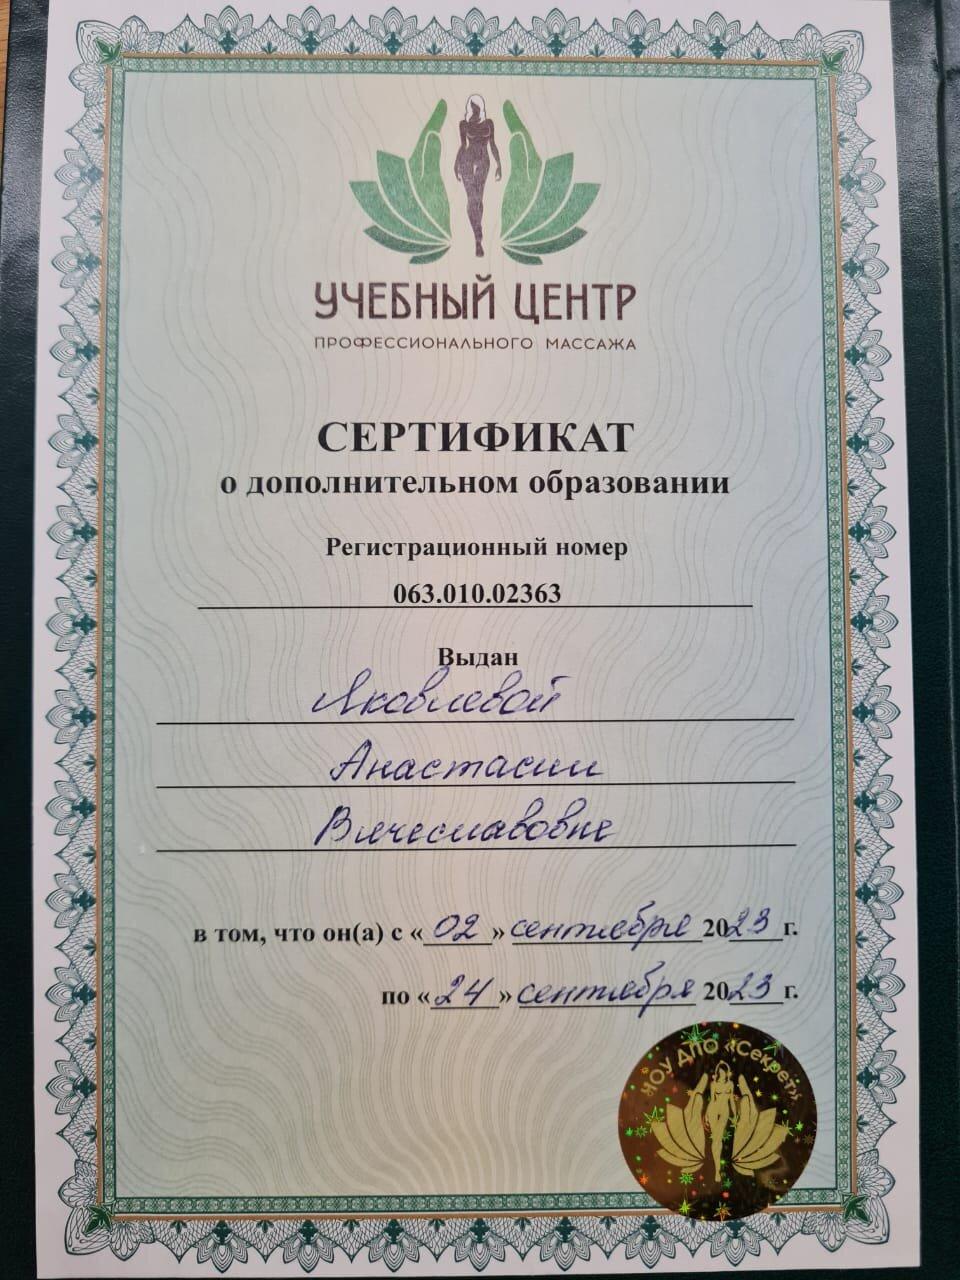 УЧЕБНЫЙ ЦЕНТР
ПРОФЕССИОНАЛЬНОГО МАССАЖА
СЕРТИФИКАТ
о дополнительном образовании
Регистрационный номер
063.010.02363
Выдан
Яковлевой
Анастасии
Вячеславовне
в том, что он(а) с «02» сентября 2023 г.
по «24» сентября 2023 г.
НОУ ДПО «Секрет»